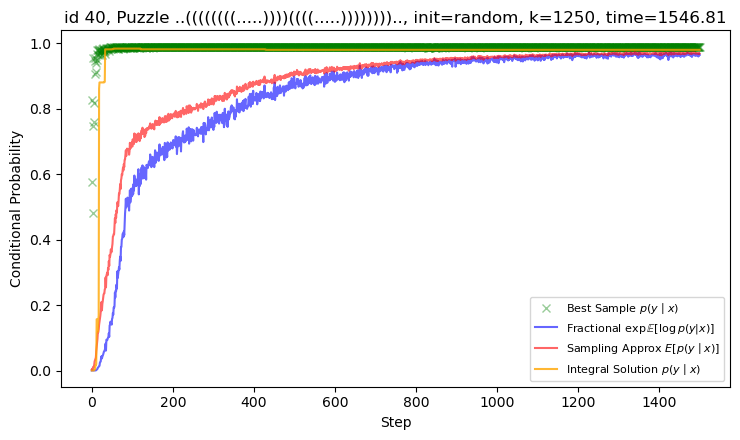 id 40, Puzzle ..((((((((.....))))((((.....)))))))).., init=random, k=1250, time=1546.81
1.0
0.8
0.6
0.4
0.2
0.0
Conditional Probability
0
200
400
600
800
1000
1200
1400
Step
Best Sample p(y | x)
Fractional exp𝔼[log p(y|x)]
Sampling Approx E[p(y | x)]
Integral Solution p(y | x)